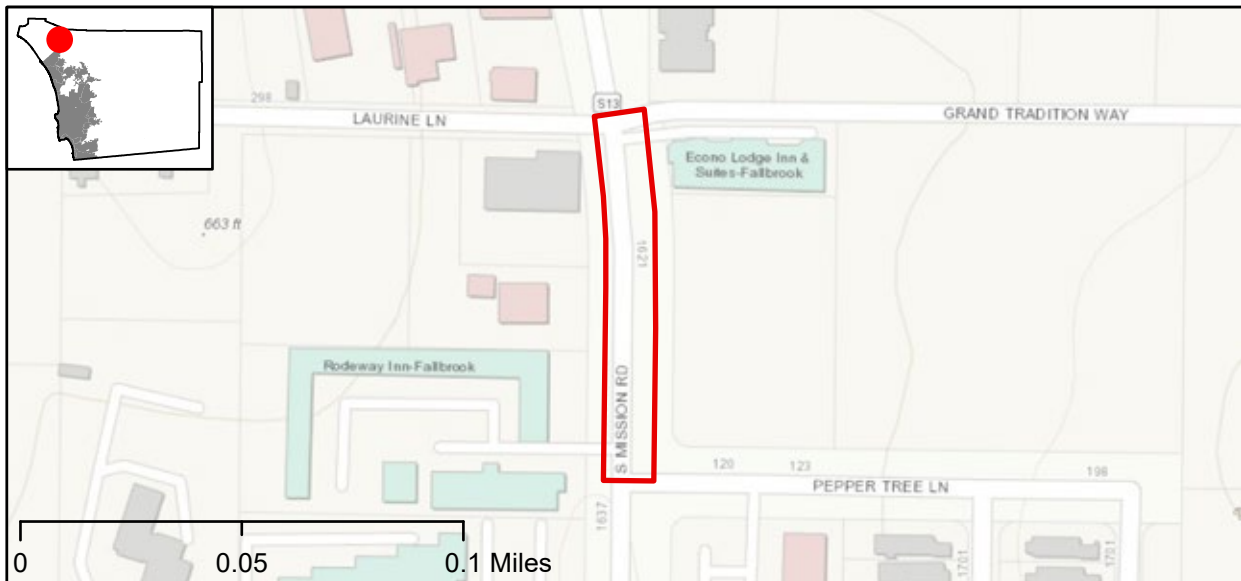 S13
298
LAURINE LN
GRAND TRADITION WAY
Econo Lodge Inn &
Suites-Fallbrook
663 ft
1621
Rodeway Inn-Fallbrook
S MISSION RD
120
123
198
PEPPER TREE LN
1637
1701
1701
0
0.05
0.1 Miles